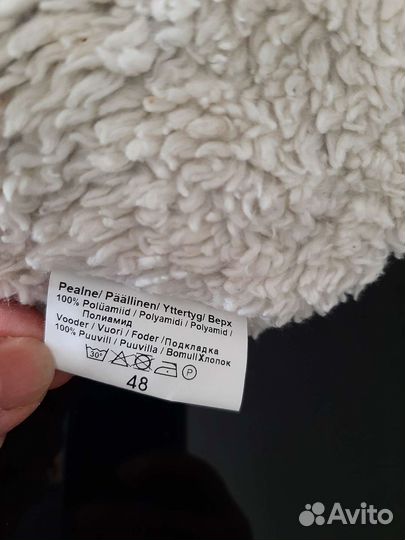 Pealne/ Päällinen/ Yttertyg/ Верх
100% Polüamiid / Polyamidi / Polyamid /
Полиамид
Vooder / Vuori / Foder / Подкладка
100% Puuvill / Puuvilla / Bomull Хлопок
30° P
48
Avito